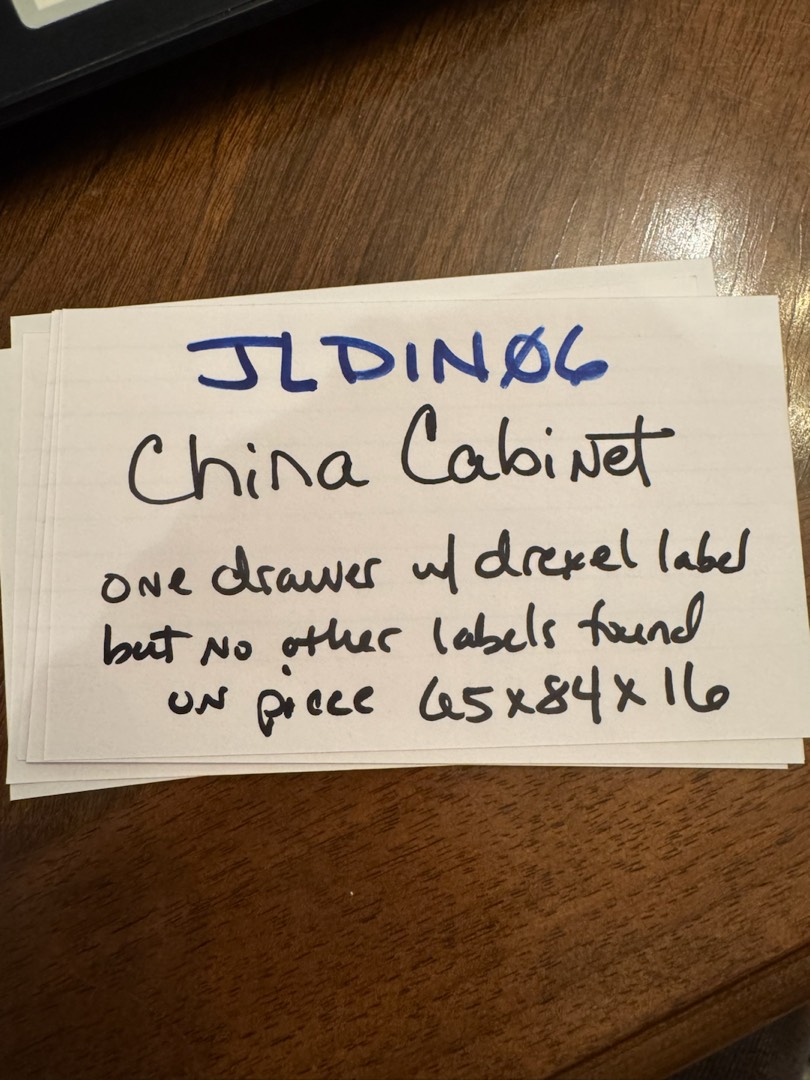 JLDIN06
China Cabinet
one drawer w/ drexel label
but no other labels found
on piece 65x84x16